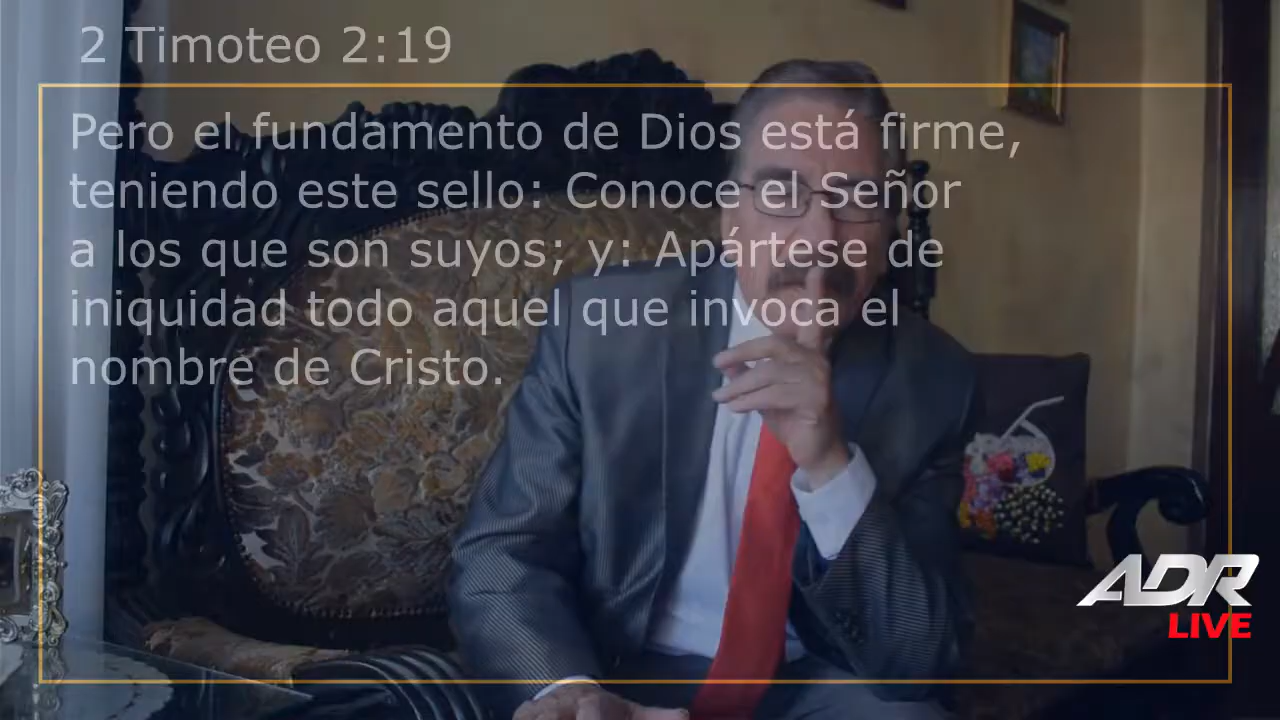 2 Timoteo 2:19
Pero el fundamento de Dios está firme,
teniendo este sello: Conoce el Señor
a los que son suyos; y: Apártese de
iniquidad todo aquel que invoca el
nombre de Cristo.
ADR
LIVE